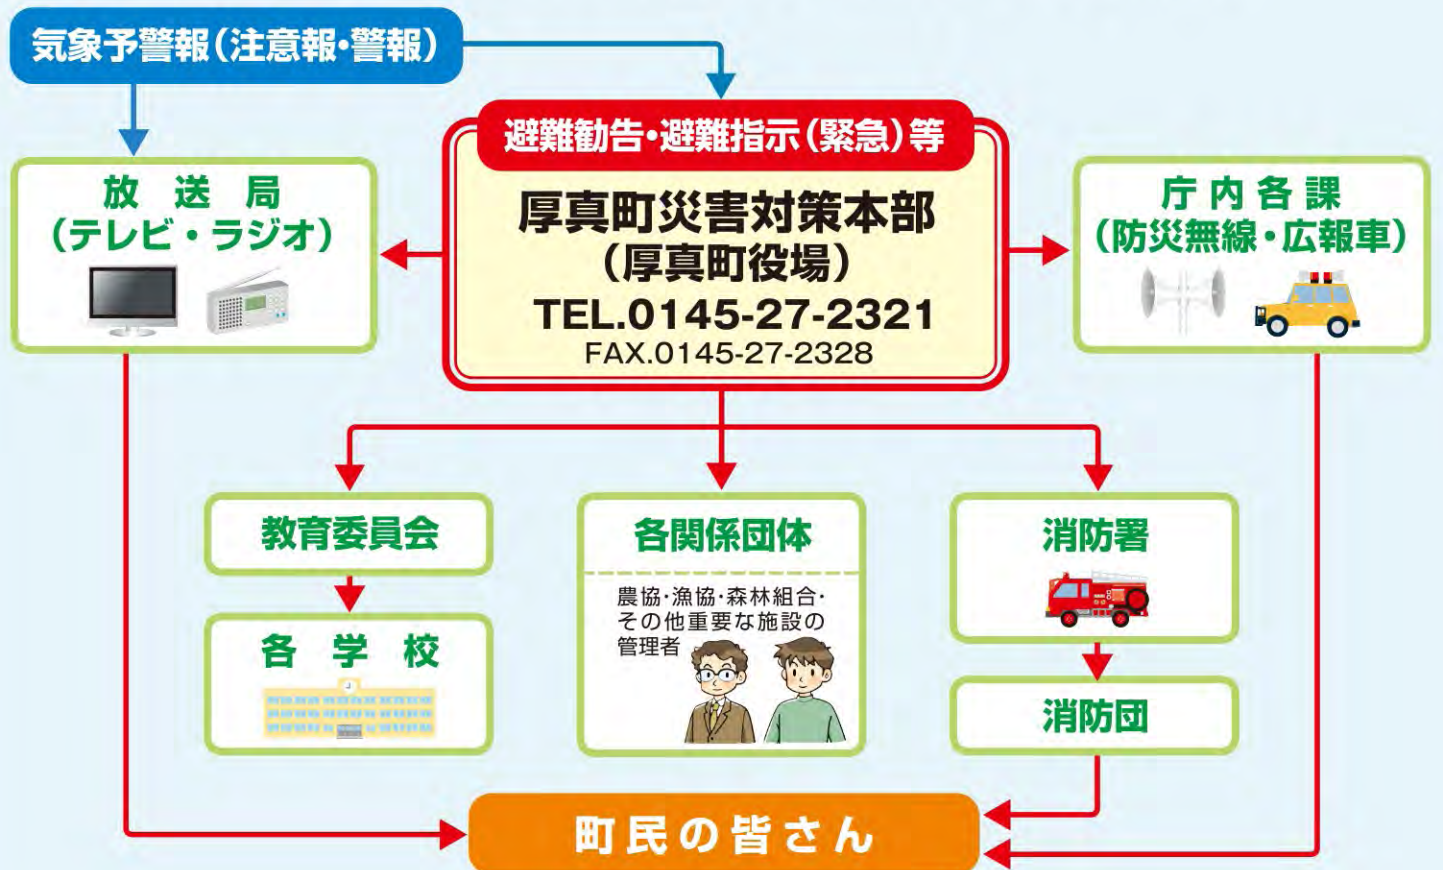 気象予警報（注意報・警報）
避難勧告・避難指示（緊急）等
放送局
（テレビ・ラジオ）
厚真町災害対策本部
（厚真町役場）
TEL.0145-27-2321
FAX.0145-27-2328
庁内各課
（防災無線・広報車）
教育委員会
各学校
各関係団体
農協・漁協・森林組合・
その他重要な施設の
管理者
消防署
消防団
町民の皆さん